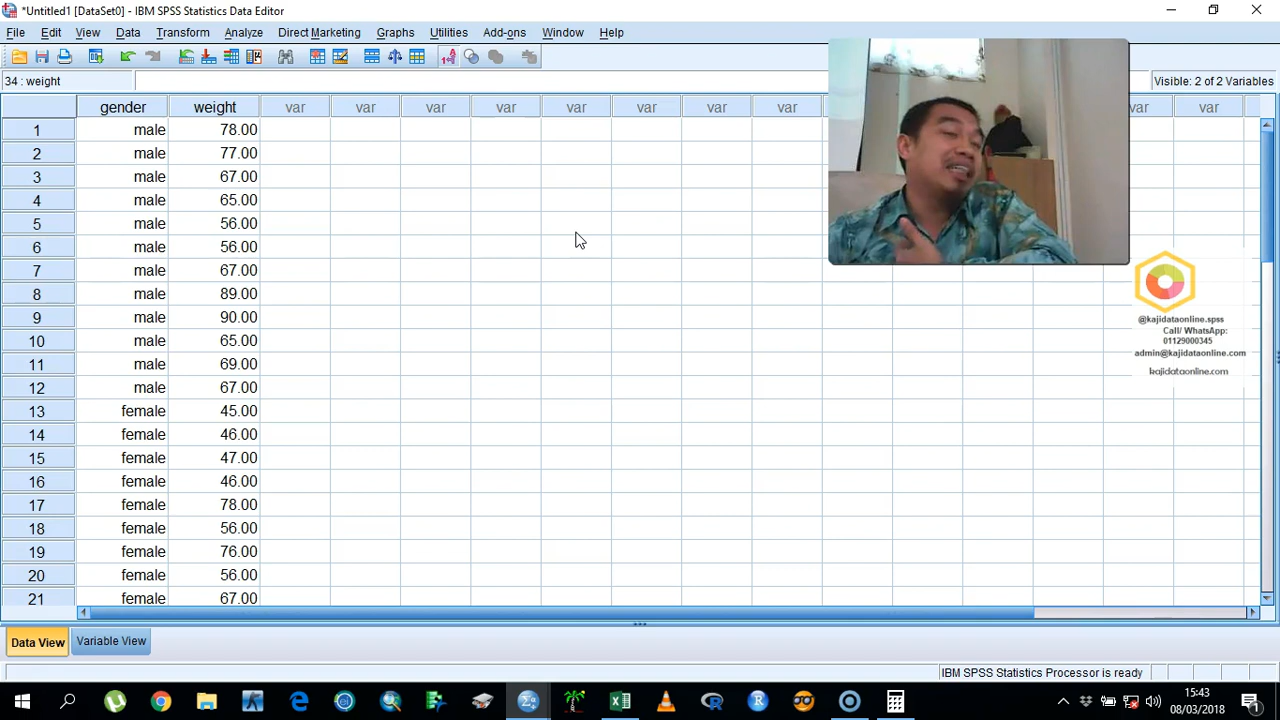 *Untitled1 [DataSet0] - IBM SPSS Statistics Data Editor
File Edit View Data Transform Analyze Direct Marketing Graphs Utilities Add-ons Window Help
34 : weight
Visible: 2 of 2 Variables
gender weight var var var var var var var var var var
1 male 78.00
2 male 77.00
3 male 67.00
4 male 65.00
5 male 56.00
6 male 56.00
7 male 67.00
8 male 89.00
9 male 90.00
10 male 65.00
11 male 69.00
12 male 67.00
13 female 45.00
14 female 46.00
15 female 47.00
16 female 46.00
17 female 78.00
18 female 56.00
19 female 76.00
20 female 56.00
21 female 67.00
@kajidataonline.spss
Call/ WhatsApp:
01129000345
admin@kajidataonline.com
kajidataonline.com
Data View Variable View
IBM SPSS Statistics Processor is ready
15:43
08/03/2018